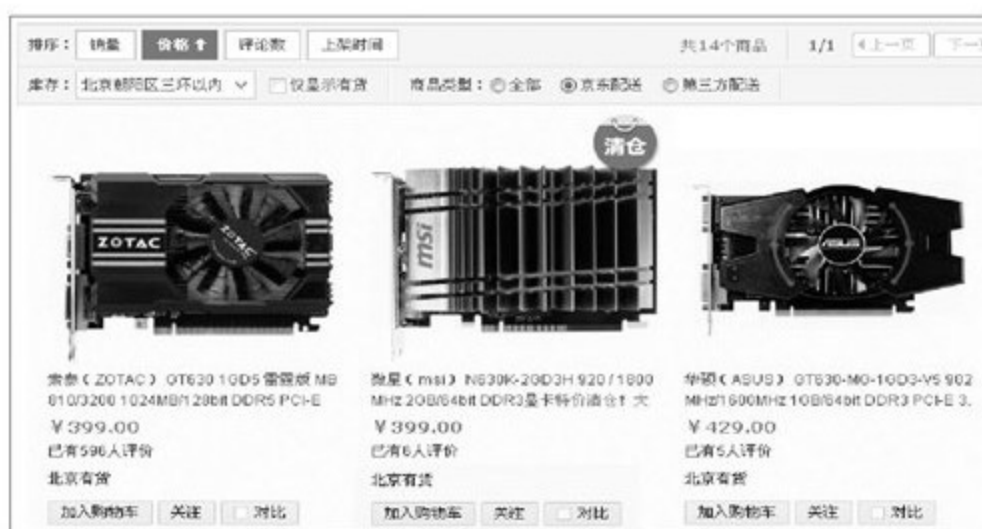 排序： 销量 价格↑ 评论数 上架时间 共14个商品 1/1 上一页 下一页
库存： 北京朝阳区三环以内 仅显示有货 商品类型： 全部 京东配送 第三方配送
清仓
ZOTAC
ZOTAC
msi
ASUS
索泰（ZOTAC）GT630 1GD5 雷霆版 MB
810/3200 1024MB/128bit DDR5 PCI-E
￥399.00
已有596人评价
北京有货
加入购物车 关注 对比
微星（msi）N630K-2GD3H 920/1800
MHz 2GB/64bit DDR3显卡特价清仓！大
￥399.00
已有6人评价
北京有货
加入购物车 关注 对比
华硕（ASUS）GT630-MG-1GD3-V5 902
MHz/1600MHz 1GB/64bit DDR3 PCI-E 3.
￥429.00
已有5人评价
北京有货
加入购物车 关注 对比